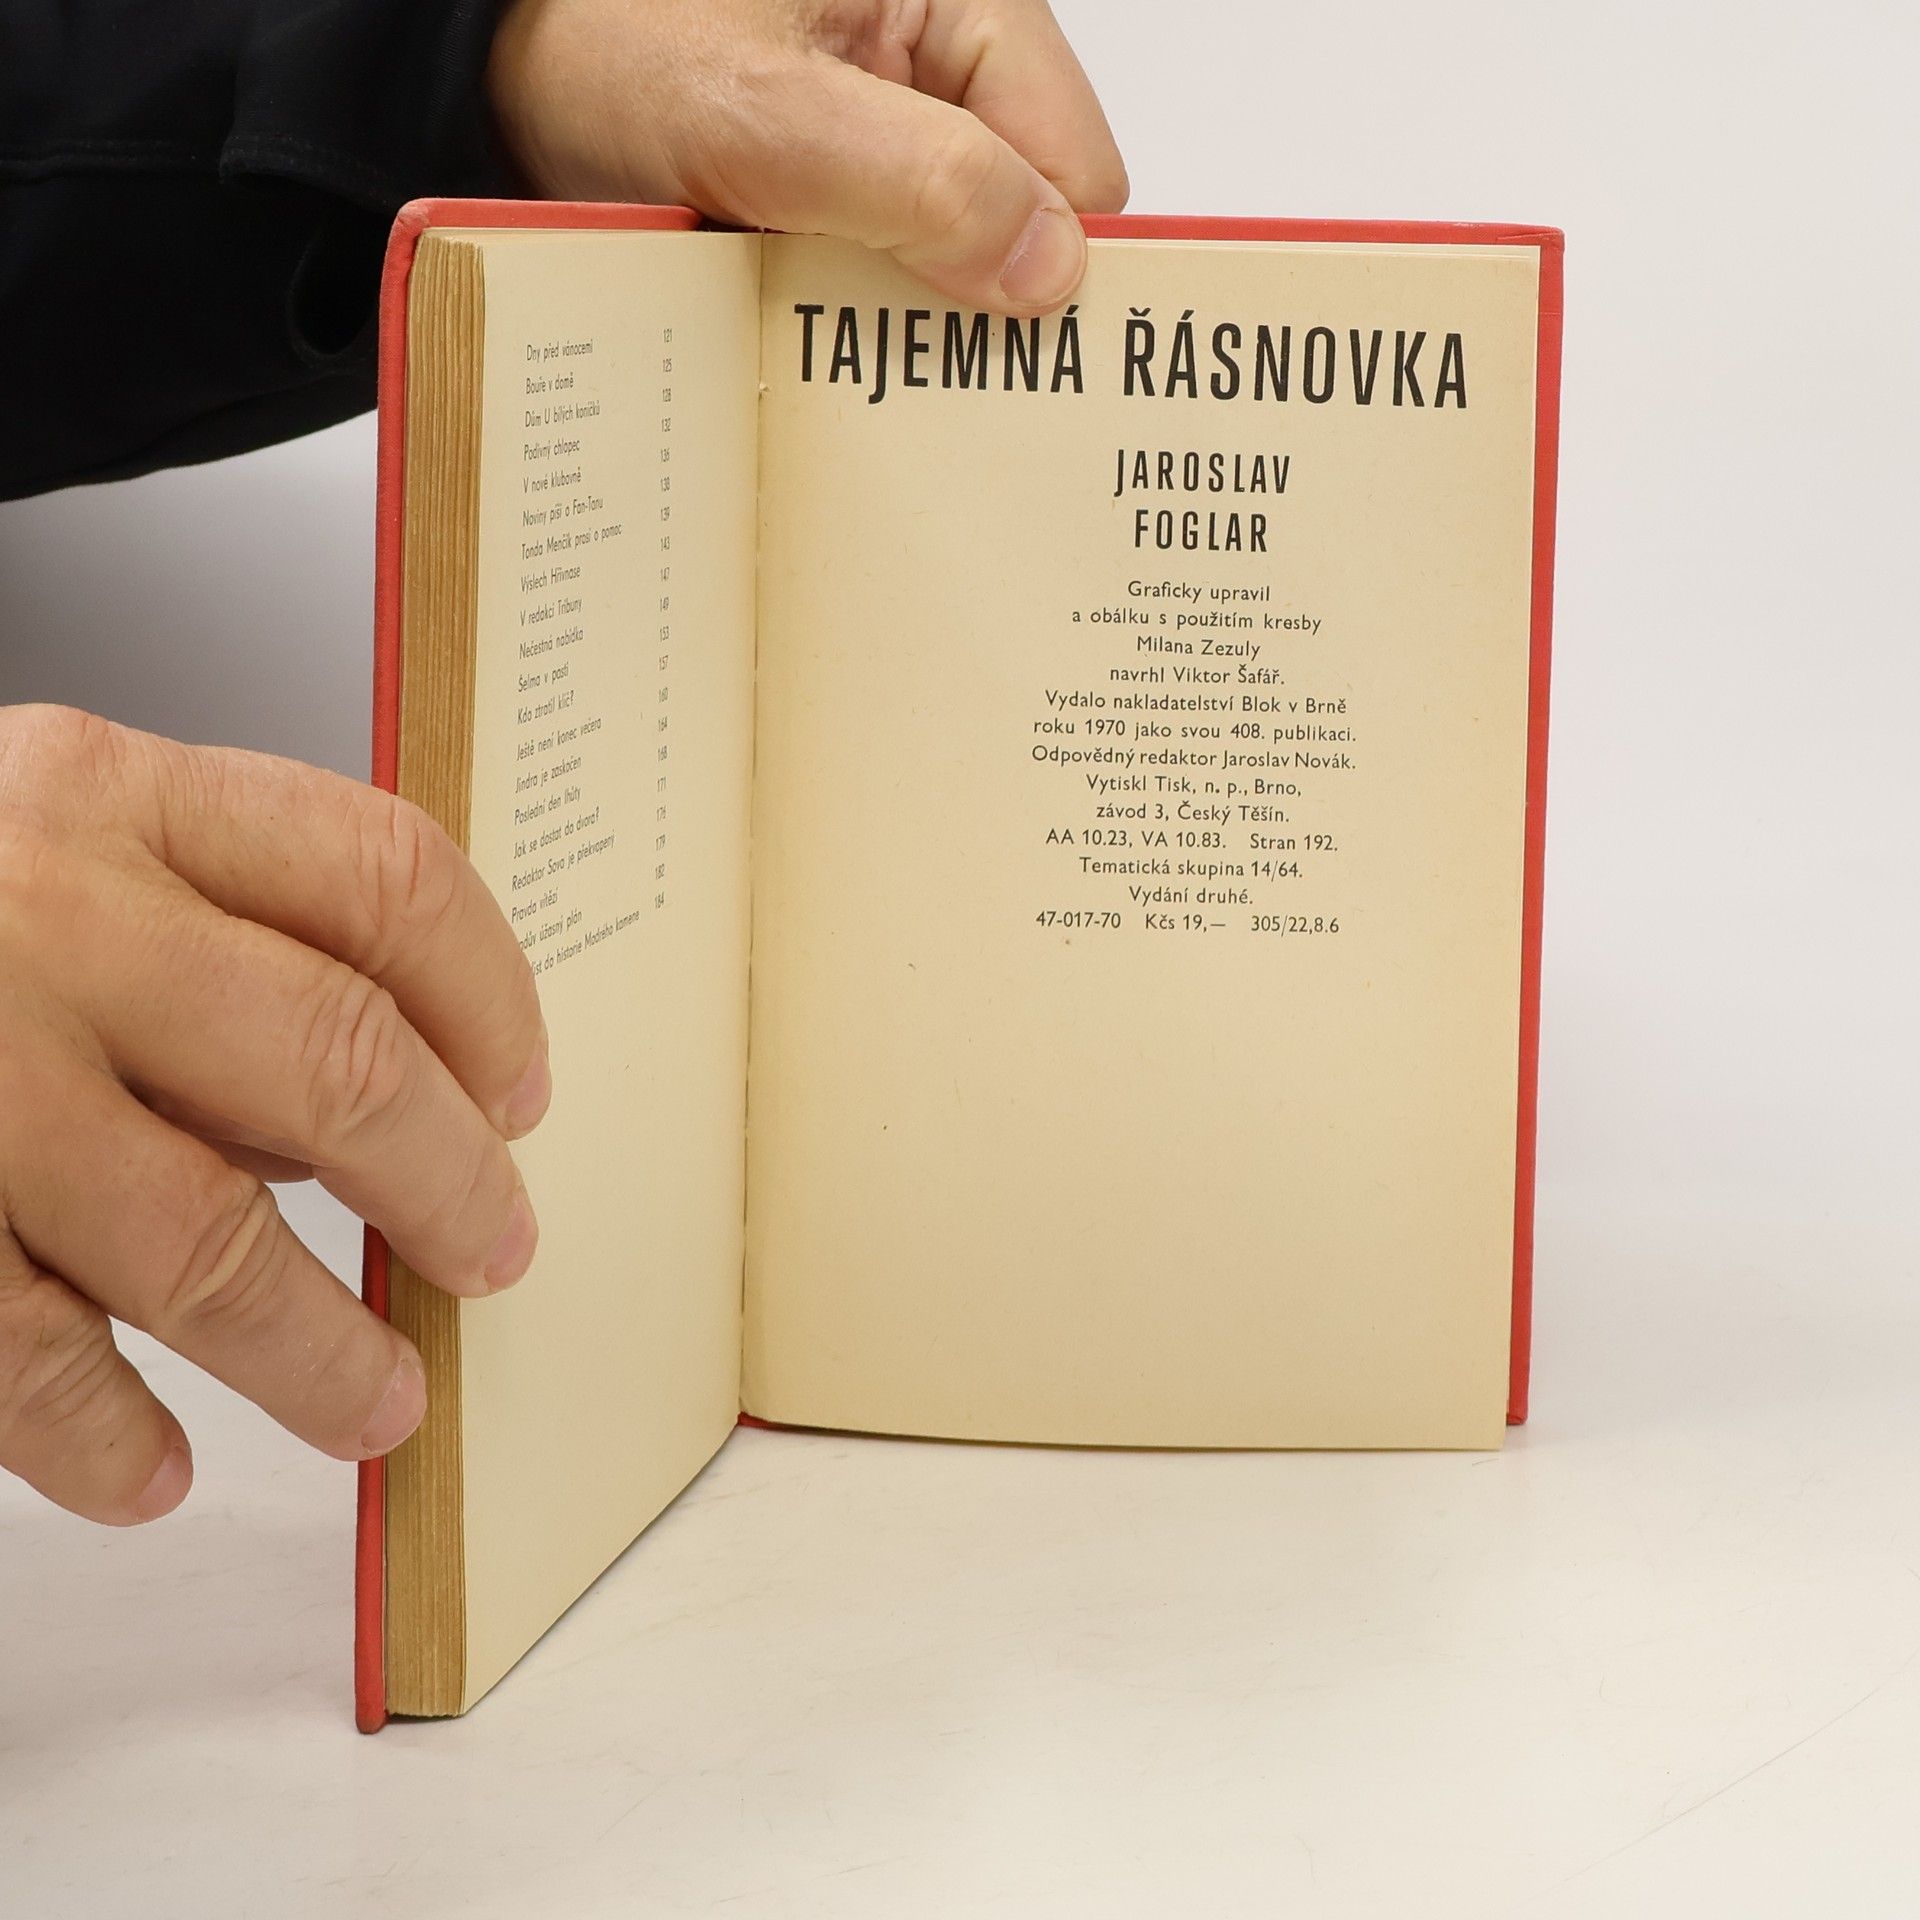 Dny před vánocemi 121
Bouře v domě 125
Dům U bílých koníčků 128
Podivný chlapec 132
V nové klubovně 136
Noviny píší o Fan-Tanu 138
Tonda Menčík prosí o pomoc 139
Výslech Hřivnase 143
V redakci Tribuny 147
Nečestná nabídka 149
Šelma v pasti 153
Kdo ztratil klíč? 157
Ještě není konec večera 160
Jindra je zaskočen 164
Poslední den lhůty 168
Jak se dostat do dvora? 171
Redaktor Sova je překvapený 176
Pravda vítězí 179
úžasný plán 182
list do historie Modrého kamene 184
TAJEMNÁ ŘÁSNOVKA
JAROSLAV
FOGLAR
Graficky upravil
a obálku s použitím kresby
Milana Zezuly
navrhl Viktor Šafář.
Vydalo nakladatelství Blok v Brně
roku 1970 jako svou 408. publikaci.
Odpovědný redaktor Jaroslav Novák.
Vytiskl Tisk, n. p., Brno,
závod 3, Český Těšín.
AA 10.23, VA 10.83. Stran 192.
Tematická skupina 14/64.
Vydání druhé.
47-017-70 Kčs 19,— 305/22,8.6